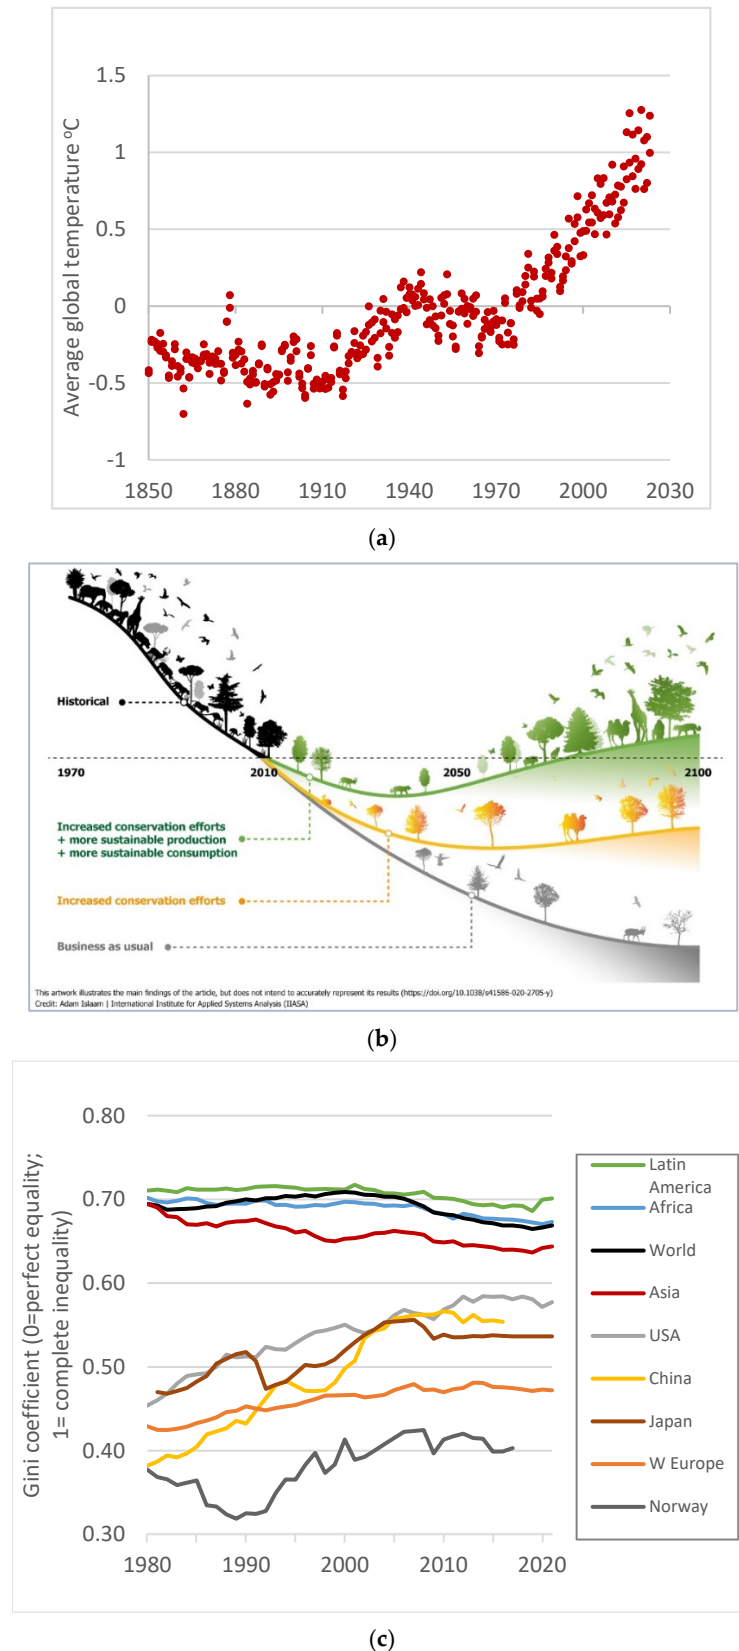 1.5
1
0.5
0
-0.5
-1
Average global temperature ºC
1850 1880 1910 1940 1970 2000 2030
(a)
Historical
1970 2010 2050 2100
Increased conservation efforts
+ more sustainable production
+ more sustainable consumption
Increased conservation efforts
Business as usual
This artwork illustrates the main findings of the article, but does not intend to accurately represent its results (https://doi.org/10.1038/s41586-020-2705-y)
Credit: Adam Islaam | International Institute for Applied Systems Analysis (IIASA)
(b)
Gini coefficient (0=perfect equality;
1= complete inequality)
0.80
0.70
0.60
0.50
0.40
0.30
1980 1990 2000 2010 2020
Latin
America
Africa
World
Asia
USA
China
Japan
W Europe
Norway
(c)